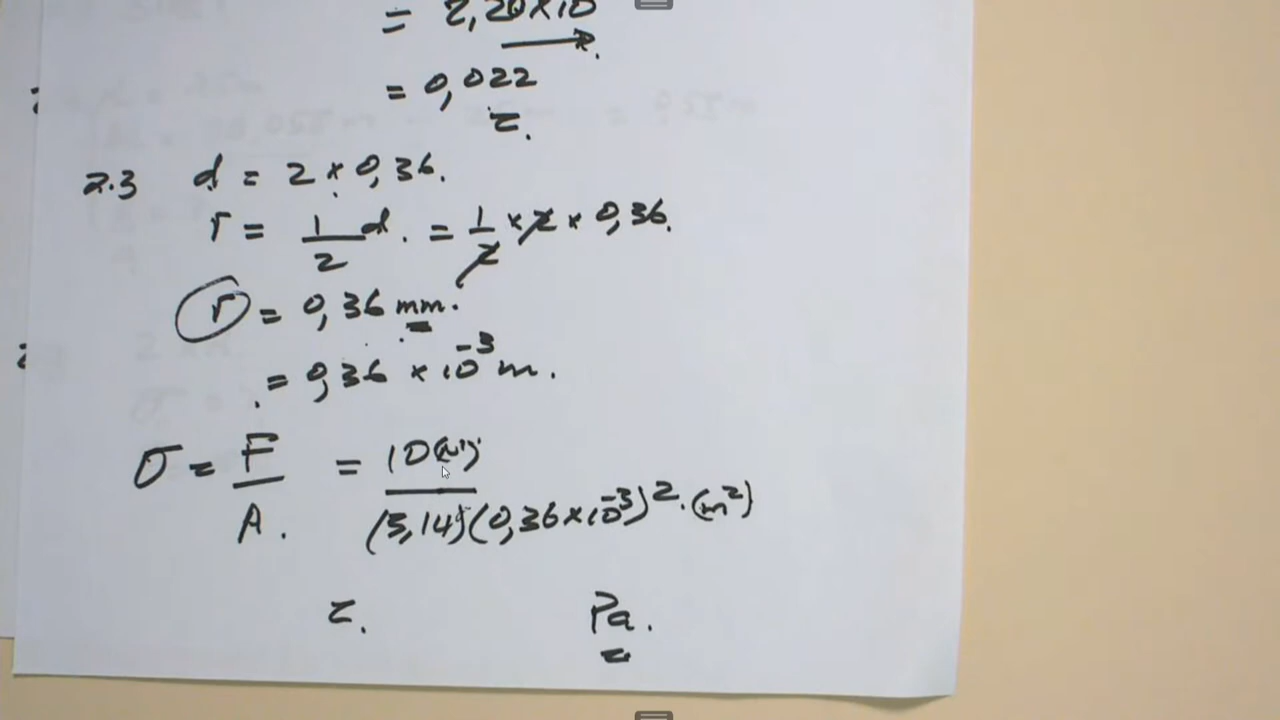 = 2,20×10
= 0,022
2.3 d = 2 × 0,36.
r = 1/2 d. = 1/2 × 2 × 0,36.
r = 0,36 mm.
= 0,36 × 10⁻³ m.
σ = F/A. = 10(N)/(3,14)(0,36×10⁻³)².(m²)
=. Pa.